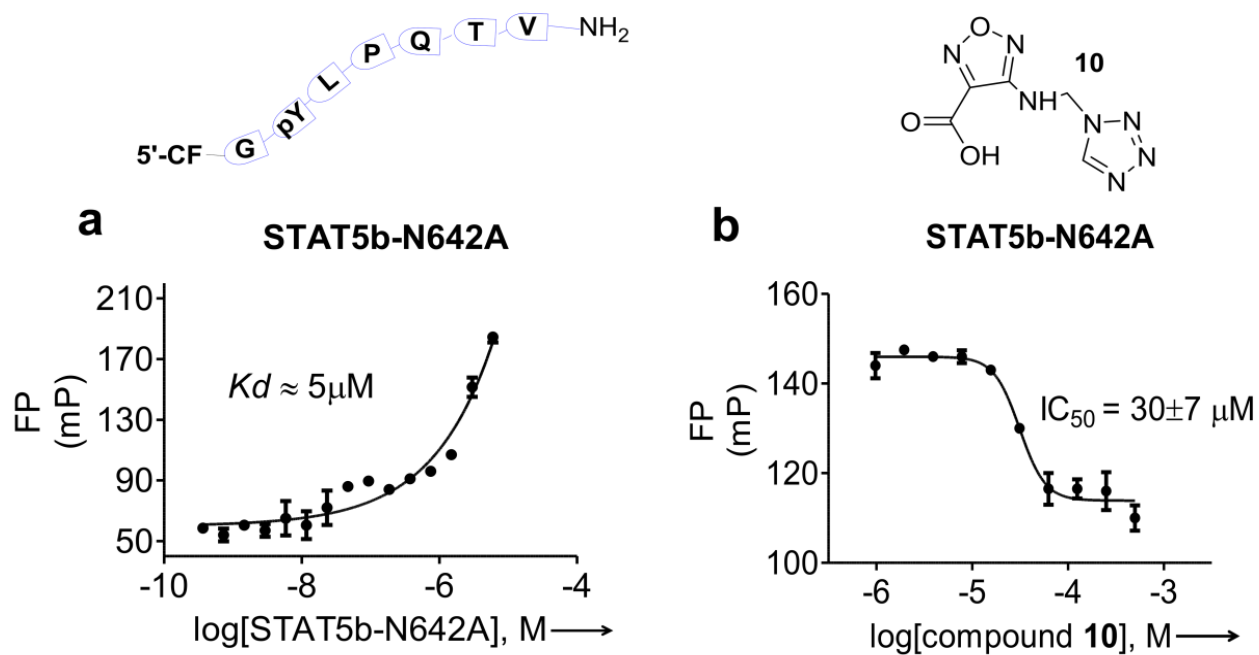 G pY L P Q T V NH2
5'-CF
10
O
N N
NH
O
OH
N N
N
N
a
STAT5b-N642A
210
170
130
90
50
FP
(mP)
Kd ≈ 5μM
-10 -8 -6 -4
log[STAT5b-N642A], M
b
STAT5b-N642A
160
140
120
100
FP
(mP)
IC50 = 30±7 μM
-6 -5 -4 -3
log[compound 10], M